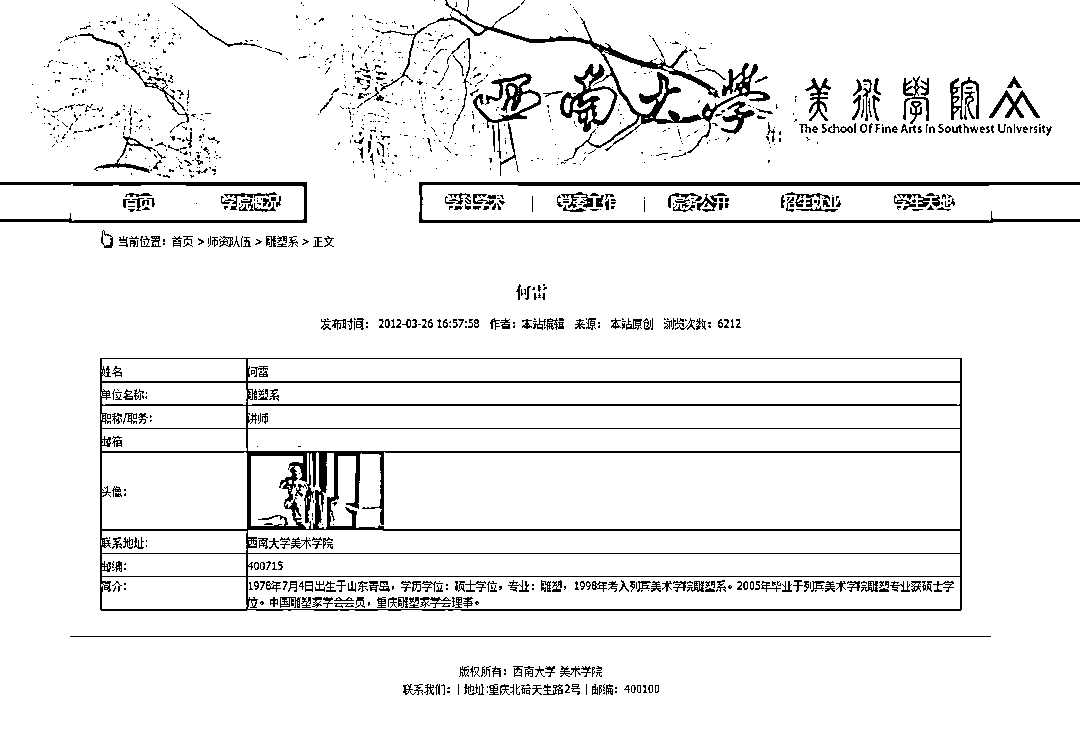 西南大学 美術學院
The School Of Fine Arts In Southwest University
首页 学院概况 学科学术 党委工作 院务公开 招生就业 学生天地
当前位置：首页 > 师资队伍 > 雕塑系 > 正文
何雷
发布时间： 2012-03-26 16:57:58 作者：本站编辑 来源： 本站原创 浏览次数：6212
姓名 何雷
单位名称: 雕塑系
职称/职务: 讲师
邮箱
头像:
联系地址: 西南大学美术学院
邮编: 400715
简介: 1978年7月4日出生于山东青岛，学历学位：硕士学位，专业：雕塑，1998年考入列宾美术学院雕塑系。2005年毕业于列宾美术学院雕塑专业获硕士学
位。中国雕塑家学会会员，重庆雕塑家学会理事。
版权所有：西南大学 美术学院
联系我们：| 地址:重庆北碚天生路2号 | 邮编：400100